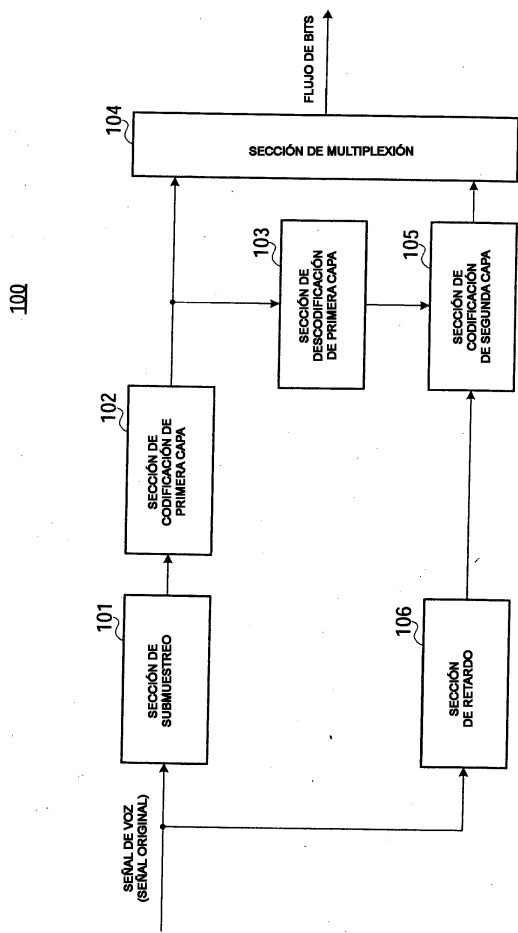 100
SEÑAL DE VOZ
(SEÑAL ORIGINAL)
101
SECCIÓN DE
SUBMUESTREO
102
SECCIÓN DE
CODIFICACIÓN DE
PRIMERA CAPA
103
SECCIÓN DE
DESCODIFICACIÓN
DE PRIMERA CAPA
104
SECCIÓN DE MULTIPLEXIÓN
FLUJO DE BITS
105
SECCIÓN DE
CODIFICACIÓN
DE SEGUNDA CAPA
106
SECCIÓN
DE RETARDO